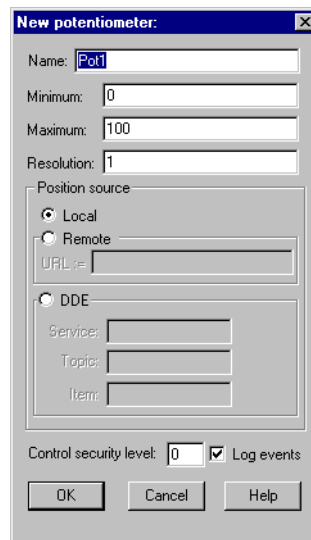 New potentiometer:
Name: Pot1
Minimum: 0
Maximum: 100
Resolution: 1
Position source
Local
Remote
URL :=
DDE
Service:
Topic:
Item:
Control security level: 0 Log events
OK Cancel Help